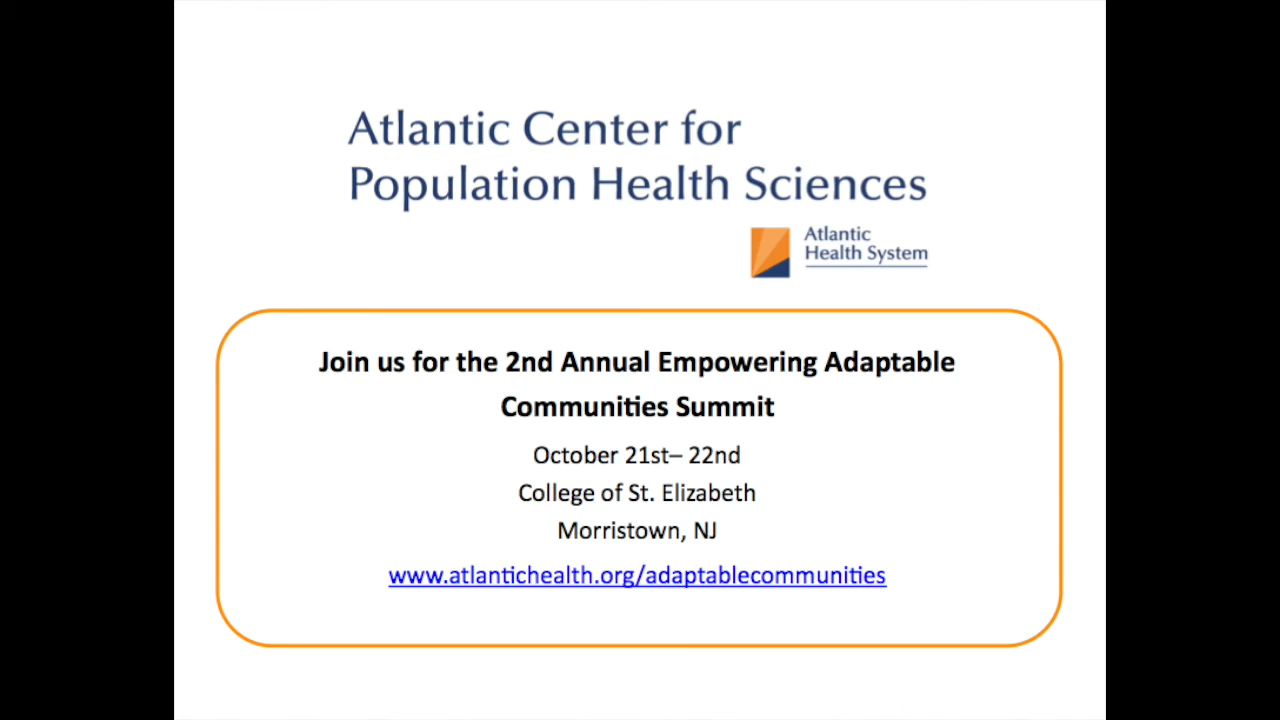 Atlantic Center for
Population Health Sciences
Atlantic
Health System
Join us for the 2nd Annual Empowering Adaptable
Communities Summit
October 21st– 22nd
College of St. Elizabeth
Morristown, NJ
www.atlantichealth.org/adaptablecommunities